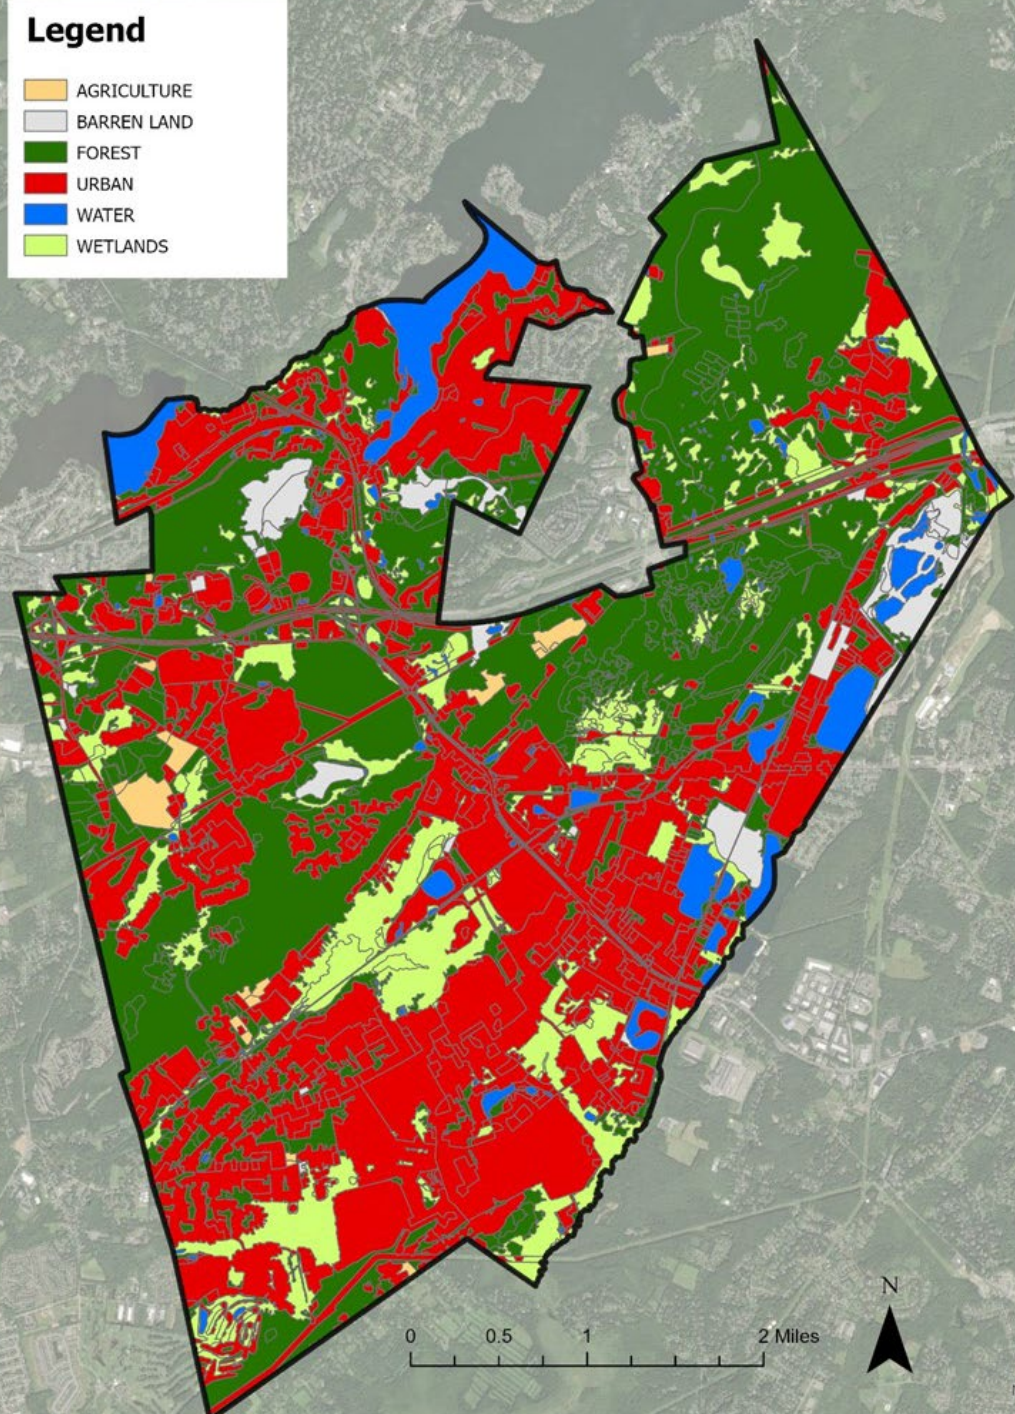 Legend
AGRICULTURE
BARREN LAND
FOREST
URBAN
WATER
WETLANDS
N
0 0.5 1 2 Miles